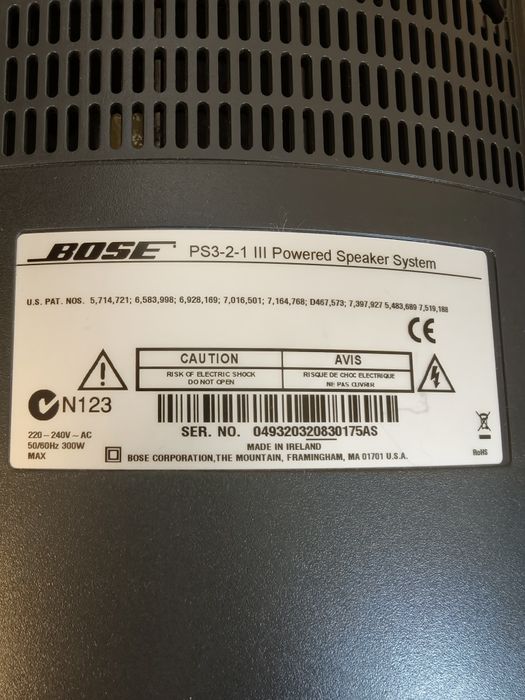 BOSE PS3-2-1 III Powered Speaker System
U.S. PAT. NOS. 5,714,721; 6,583,998; 6,928,169; 7,016,501; 7,164,768; D467,573; 7,397,927 5,483,689 7,519,188
CE
CAUTION AVIS
RISK OF ELECTRIC SHOCK
DO NOT OPEN
RISQUE DE CHOC ELECTRIQUE
NE PAS OUVRIR
N123
SER. NO. 049320320830175AS
220-240V ~ AC
50/60Hz 300W
MAX
MADE IN IRELAND
BOSE CORPORATION, THE MOUNTAIN, FRAMINGHAM, MA 01701 U.S.A.
RoHS